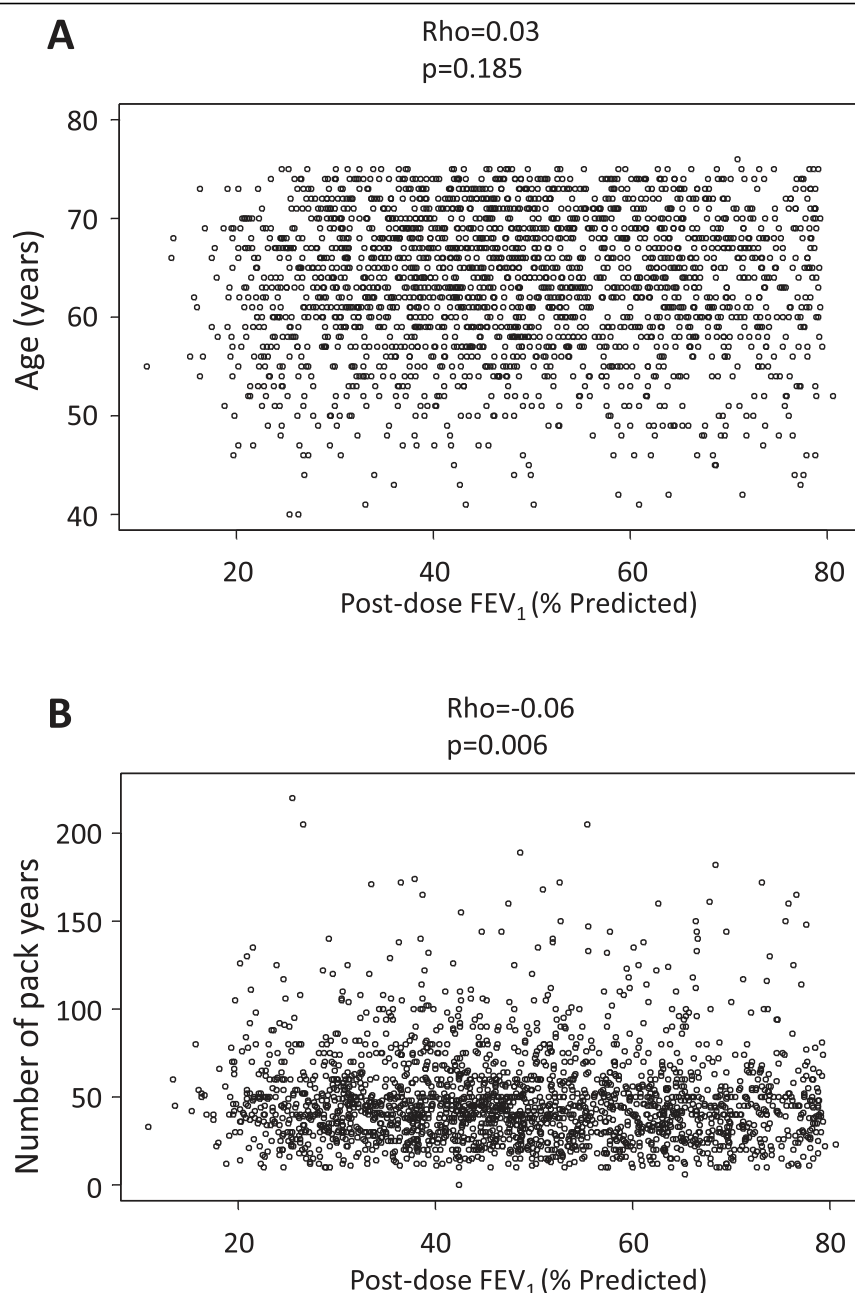 A
Rho=0.03
p=0.185
80
70
60
50
40
Age (years)
20 40 60 80
Post-dose FEV1 (% Predicted)
B
Rho=-0.06
p=0.006
200
150
100
50
0
Number of pack years
20 40 60 80
Post-dose FEV1 (% Predicted)